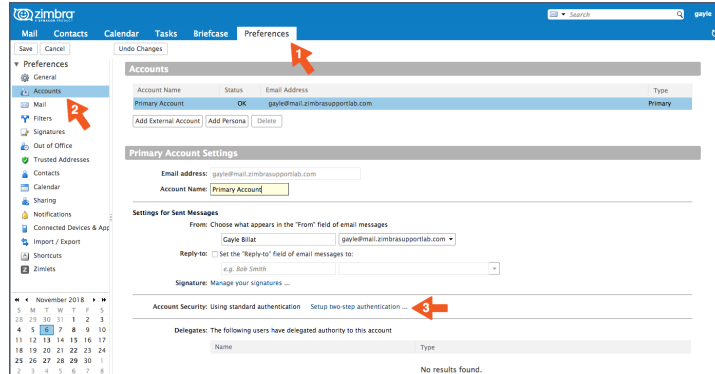 zimbra
A SYNACOR PRODUCT
Search
gayle
Mail Contacts Calendar Tasks Briefcase Preferences
Save Cancel Undo Changes
1
Preferences
General
Accounts
2
Mail
Filters
Signatures
Out of Office
Trusted Addresses
Contacts
Calendar
Sharing
Notifications
Connected Devices & App
Import / Export
Shortcuts
Zimlets
November 2018
S M T W T F S
28 29 30 31 1 2 3
4 5 6 7 8 9 10
11 12 13 14 15 16 17
18 19 20 21 22 23 24
25 26 27 28 29 30 1
2 3 4 5 6 7 8
Accounts
Account Name Status Email Address Type
Primary Account OK gayle@mail.zimbrasupportlab.com Primary
Add External Account Add Persona Delete
Primary Account Settings
Email address: gayle@mail.zimbrasupportlab.com
Account Name: Primary Account
Settings for Sent Messages
From: Choose what appears in the "From" field of email messages
Gayle Billat gayle@mail.zimbrasupportlab.com
Reply-to: Set the "Reply-to" field of email messages to:
e.g. Bob Smith
Signature: Manage your signatures ...
Account Security: Using standard authentication Setup two-step authentication ... 3
Delegates: The following users have delegated authority to this account
Name Type
No results found.